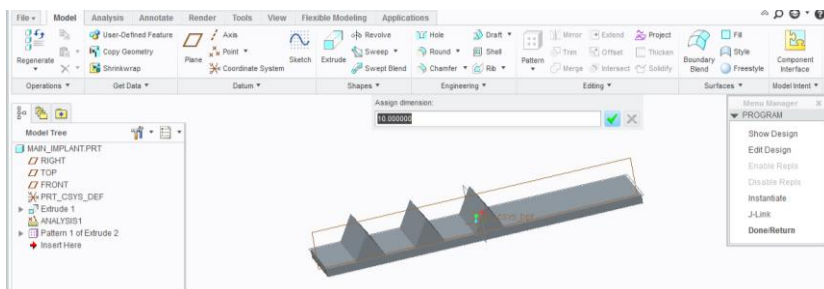 File Model Analysis Annotate Render Tools View Flexible Modeling Applications
Regenerate
User-Defined Feature
Copy Geometry
Shrinkwrap
Plane
Axis
Point
Coordinate System
Sketch
Extrude
Revolve
Sweep
Swept Blend
Hole
Round
Chamfer
Draft
Shell
Rib
Pattern
Mirror
Trim
Merge
Extend
Offset
Intersect
Project
Thicken
Solidify
Boundary Blend
Fill
Style
Freestyle
Component Interface
Operations Get Data Datum Shapes Engineering Editing Surfaces Model Intent
Model Tree
MAIN_IMPLANT.PRT
RIGHT
TOP
FRONT
PRT_CSYS_DEF
Extrude 1
ANALYSIS1
Pattern 1 of Extrude 2
Insert Here
Assign dimension:
10.000000
CSYS_DEF
Menu Manager
PROGRAM
Show Design
Edit Design
Enable Repls
Disable Repls
Instantiate
J-Link
Done/Return